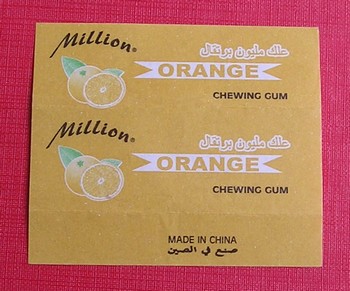 Million®
علك مليون برتقال
ORANGE
CHEWING GUM
Million®
علك مليون برتقال
ORANGE
CHEWING GUM
MADE IN CHINA
صنع في الصين